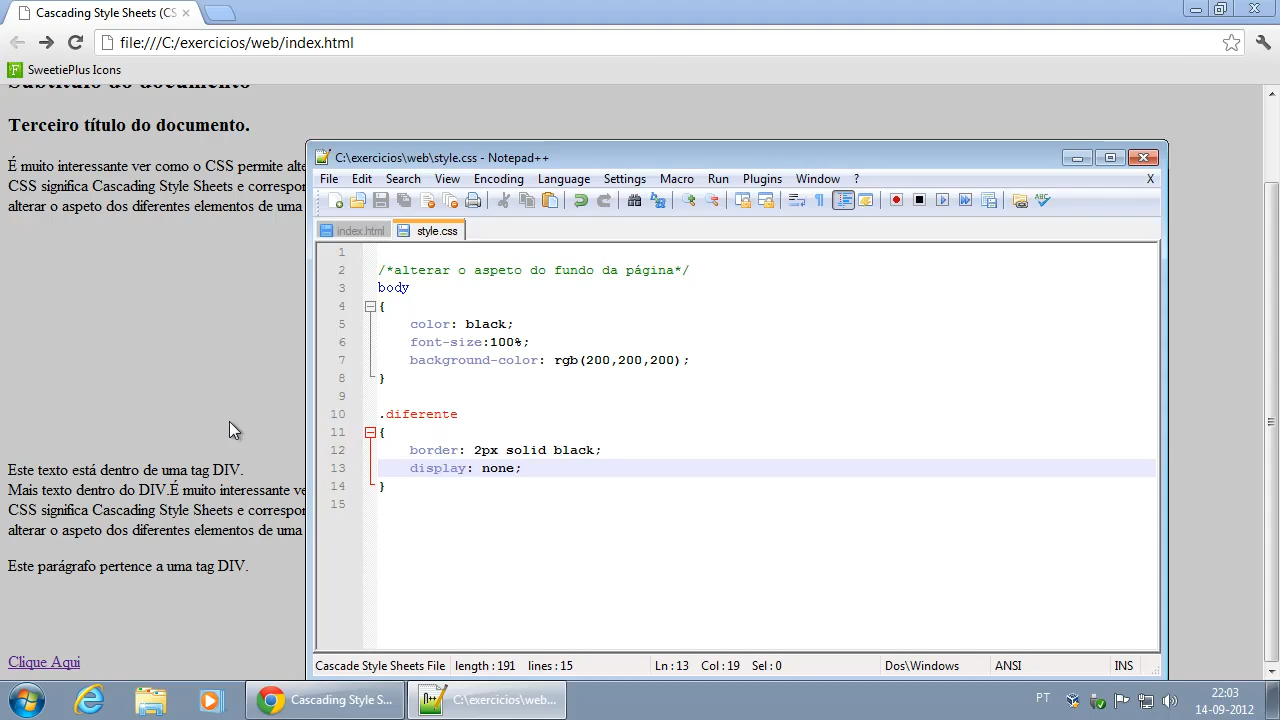 Cascading Style Sheets (CS
file:///C:/exercicios/web/index.html
SweetiePlus Icons
Subtítulo do documento
Terceiro título do documento.
É muito interessante ver como o CSS permite alte
CSS significa Cascading Style Sheets e correspon
alterar o aspeto dos diferentes elementos de uma
Este texto está dentro de uma tag DIV.
Mais texto dentro do DIV.É muito interessante ve
CSS significa Cascading Style Sheets e correspon
alterar o aspeto dos diferentes elementos de uma
Este parágrafo pertence a uma tag DIV.
Clique Aqui
C:\exercicios\web\style.css - Notepad++
File Edit Search View Encoding Language Settings Macro Run Plugins Window ? X
index.html style.css
1
2 /*alterar o aspeto do fundo da página*/
3 body
4 {
5 color: black;
6 font-size:100%;
7 background-color: rgb(200,200,200);
8 }
9
10 .diferente
11 {
12 border: 2px solid black;
13 display: none;
14 }
15
Cascade Style Sheets File length : 191 lines : 15 Ln : 13 Col : 19 Sel : 0 Dos\Windows ANSI INS
Cascading Style S... C:\exercicios\web... PT 22:03
14-09-2012